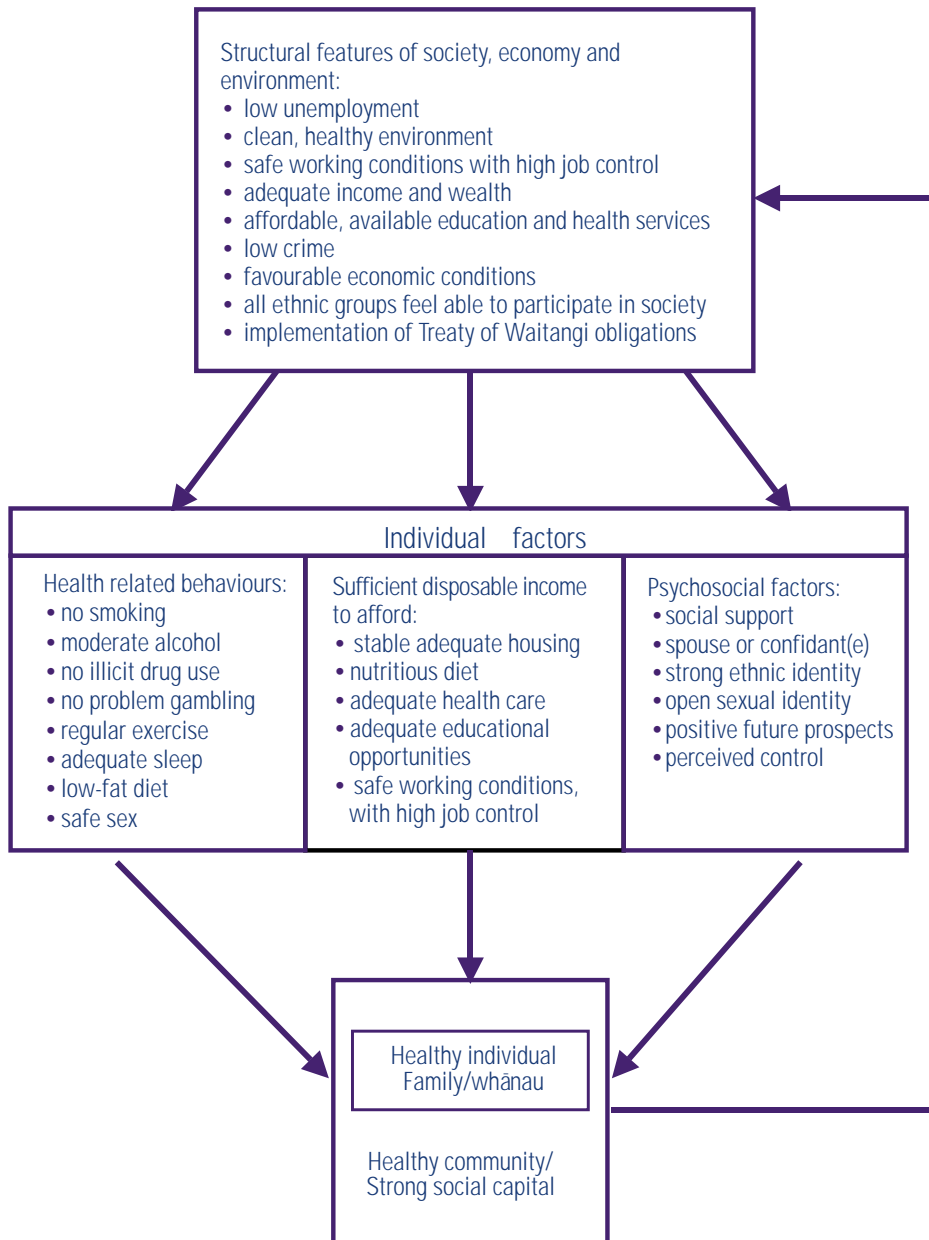 Structural features of society, economy and
environment:
• low unemployment
• clean, healthy environment
• safe working conditions with high job control
• adequate income and wealth
• affordable, available education and health services
• low crime
• favourable economic conditions
• all ethnic groups feel able to participate in society
• implementation of Treaty of Waitangi obligations
Individual factors
Health related behaviours:
• no smoking
• moderate alcohol
• no illicit drug use
• no problem gambling
• regular exercise
• adequate sleep
• low-fat diet
• safe sex
Sufficient disposable income
to afford:
• stable adequate housing
• nutritious diet
• adequate health care
• adequate educational
opportunities
• safe working conditions,
with high job control
Psychosocial factors:
• social support
• spouse or confidant(e)
• strong ethnic identity
• open sexual identity
• positive future prospects
• perceived control
Healthy individual
Family/whānau
Healthy community/
Strong social capital